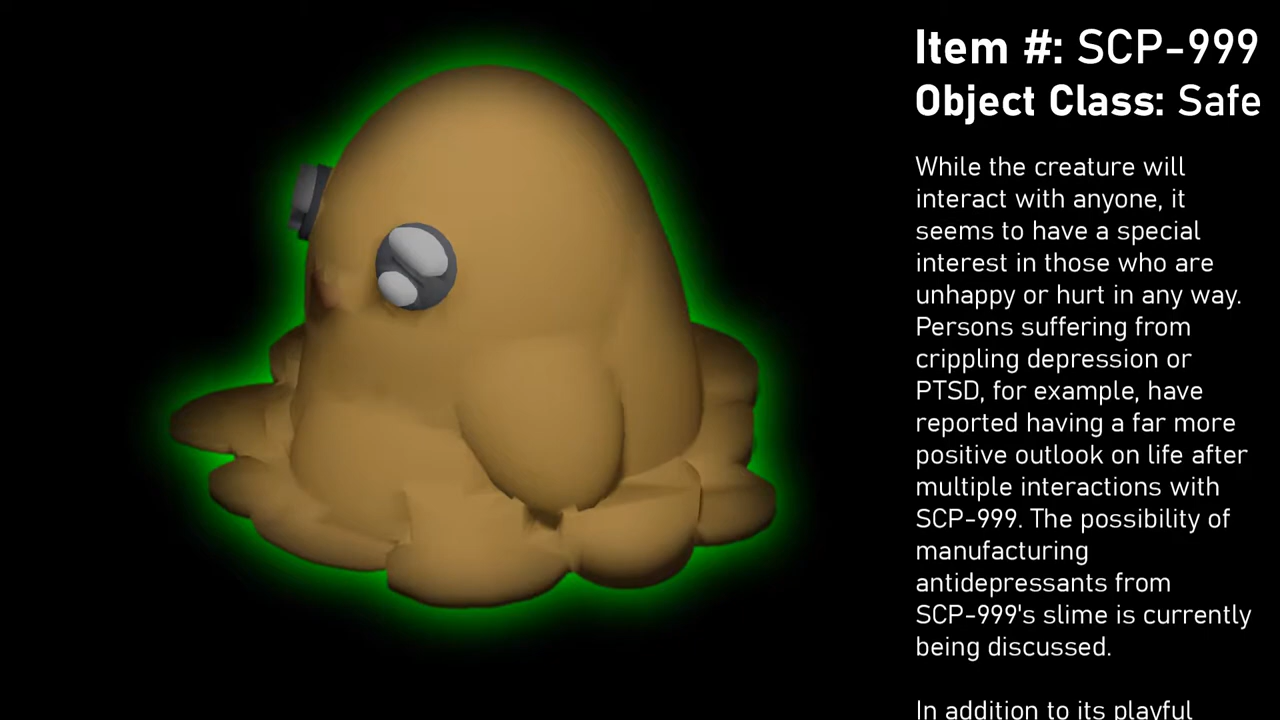 Item #: SCP-999
Object Class: Safe
While the creature will
interact with anyone, it
seems to have a special
interest in those who are
unhappy or hurt in any way.
Persons suffering from
crippling depression or
PTSD, for example, have
reported having a far more
positive outlook on life after
multiple interactions with
SCP-999. The possibility of
manufacturing
antidepressants from
SCP-999's slime is currently
being discussed.
In addition to its playful